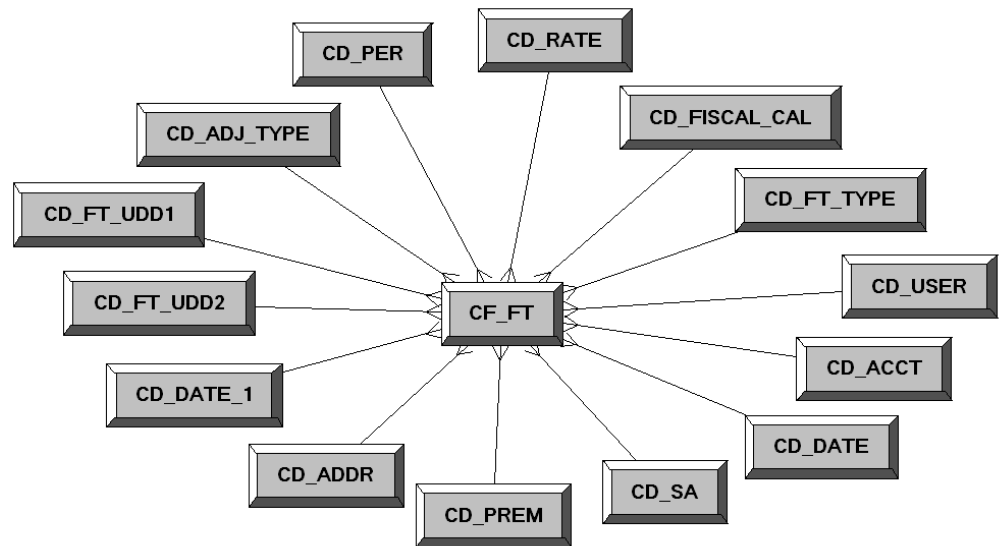 CD_RATE
CD_PER
CD_FISCAL_CAL
CD_ADJ_TYPE
CD_FT_TYPE
CD_FT_UDD1
CD_USER
CD_FT_UDD2
CF_FT
CD_ACCT
CD_DATE_1
CD_DATE
CD_ADDR
CD_SA
CD_PREM